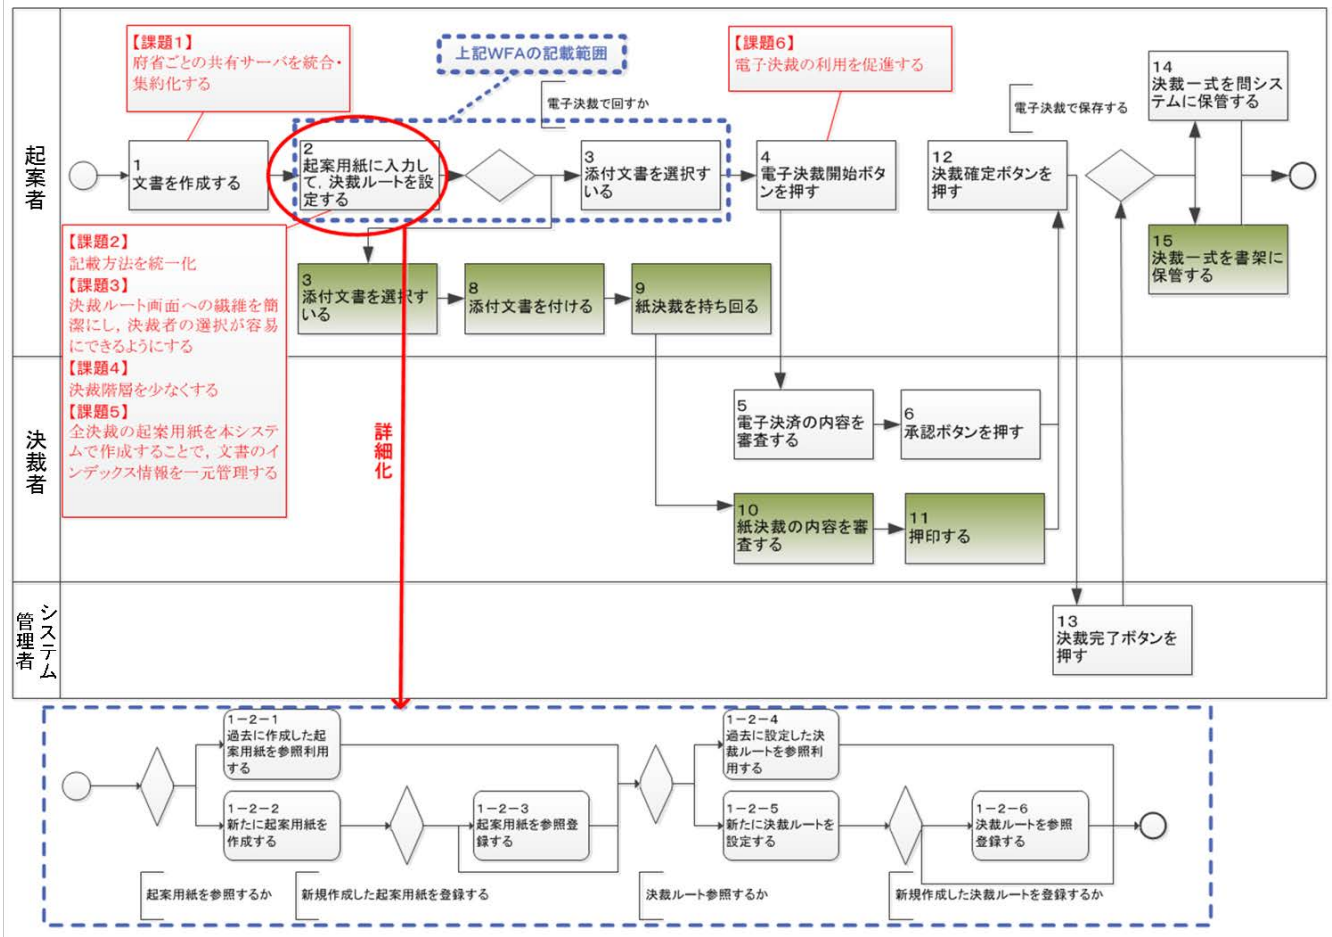 【課題1】
府省ごとの共有サーバを統合・
集約化する
上記WFAの記載範囲
【課題6】
電子決裁の利用を促進する
電子決裁で回すか
電子決裁で保存する
14
決裁一式を問シス
テムに保管する
起案者
1
文書を作成する
2
起案用紙に入力し
て，決裁ルートを設
定する
3
添付文書を選択す
いる
4
電子決裁開始ボタ
ンを押す
12
決裁確定ボタンを
押す
15
決裁一式を書架に
保管する
【課題2】
記載方法を統一化
【課題3】
決裁ルート画面への繊維を簡
潔にし，決裁者の選択が容易
にできるようにする
【課題4】
決裁階層を少なくする
【課題5】
全決裁の起案用紙を本システ
ムで作成することで，文書のイ
ンデックス情報を一元管理する
3
添付文書を選択す
いる
8
添付文書を付ける
9
紙決裁を持ち回る
決裁者
詳細化
5
電子決済の内容を
審査する
6
承認ボタンを押す
10
紙決裁の内容を審
査する
11
押印する
システム
管理者
13
決裁完了ボタンを
押す
1－2－1
過去に作成した起
案用紙を参照利用
する
1－2－2
新たに起案用紙を
作成する
1－2－3
起案用紙を参照登
録する
1－2－4
過去に設定した決
裁ルートを参照利
用する
1－2－5
新たに決裁ルートを
設定する
1－2－6
決裁ルートを参照
登録する
起案用紙を参照するか
新規作成した起案用紙を登録する
決裁ルート参照するか
新規作成した決裁ルートを登録するか